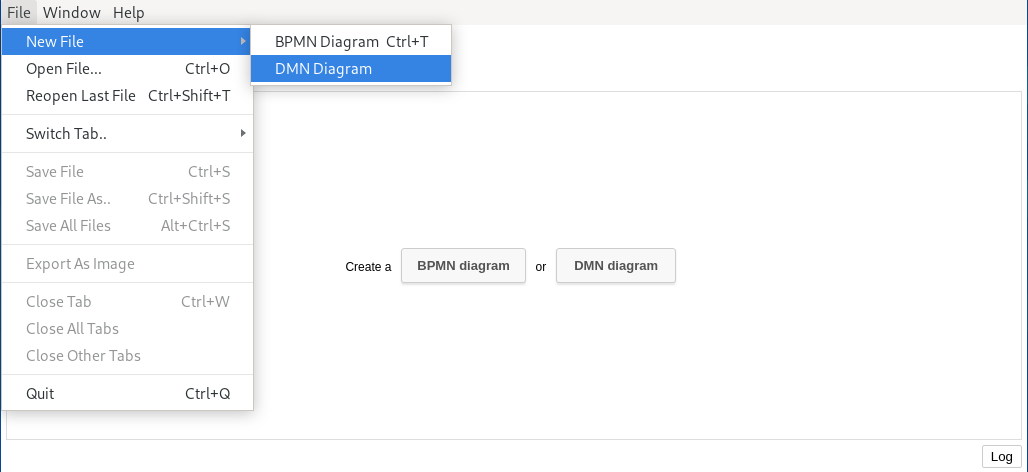 File Window Help
New File
BPMN Diagram Ctrl+T
Open File... Ctrl+O
DMN Diagram
Reopen Last File Ctrl+Shift+T
Switch Tab..
Save File Ctrl+S
Save File As.. Ctrl+Shift+S
Save All Files Alt+Ctrl+S
Export As Image
Close Tab Ctrl+W
Close All Tabs
Close Other Tabs
Quit Ctrl+Q
Create a BPMN diagram or DMN diagram
Log